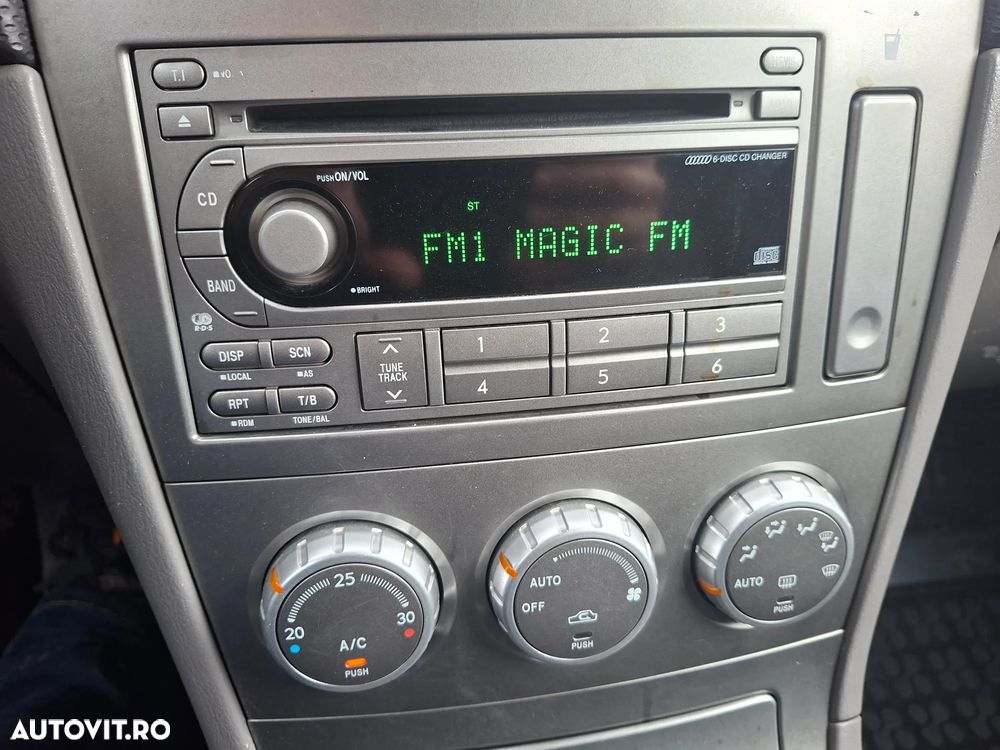 T.I
6-DISC CD CHANGER
PUSH ON/VOL
CD
ST
FM1 MAGIC FM
BAND
BRIGHT
DISC
R·D·S
DISP
SCN
LOCAL
AS
RPT
T/B
RDM
TONE/BAL
TUNE
TRACK
1
2
3
4
5
6
25
20
30
A/C
PUSH
AUTO
OFF
PUSH
AUTO
PUSH
AUTOVIT.RO